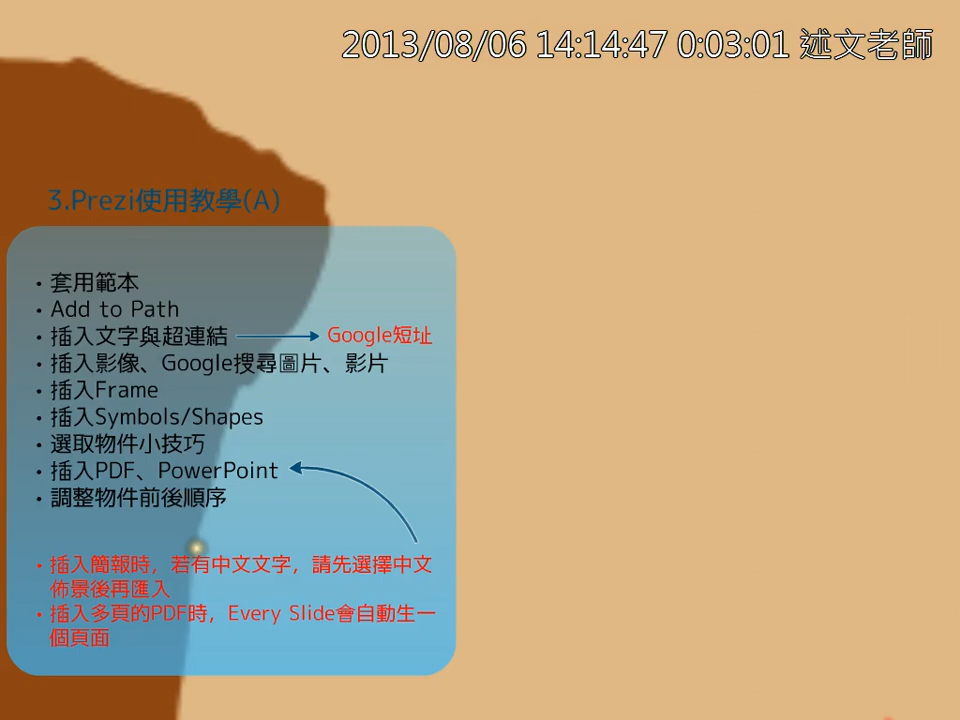 2013/08/06 14:14:47 0:03:01 述文老師
3.Prezi使用教學(A)
• 套用範本
• Add to Path
• 插入文字與超連結
Google短址
• 插入影像、Google搜尋圖片、影片
• 插入Frame
• 插入Symbols/Shapes
• 選取物件小技巧
• 插入PDF、PowerPoint
• 調整物件前後順序
• 插入簡報時，若有中文文字，請先選擇中文
佈景後再匯入
• 插入多頁的PDF時，Every Slide會自動生一
個頁面